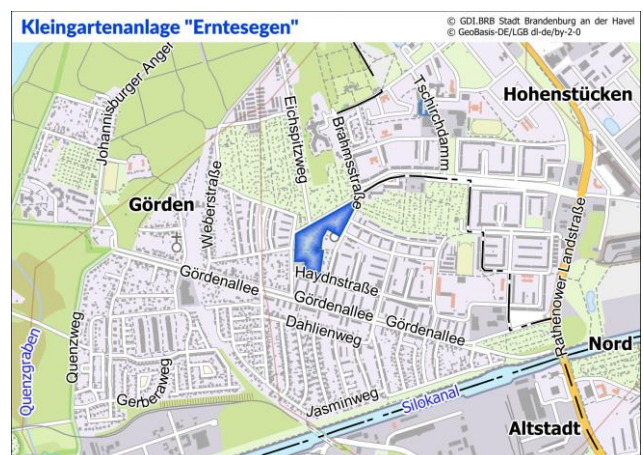 Kleingartenanlage "Erntesegen"
© GDI.BRB Stadt Brandenburg an der Havel
© GeoBasis-DE/LGB dl-de/by-2-0
Johannisburger Anger
Eichspitzweg
Brahmsstraße
Tschirchdamm
Hohenstücken
Görden
Weberstraße
Gördenallee
Haydnstraße
Gördenallee
Gördenallee
Dahlienweg
Rathenower Landstraße
Quenzgraben
Quenzweg
Gerberaweg
Jasminweg
Silokanal
Nord
Altstadt